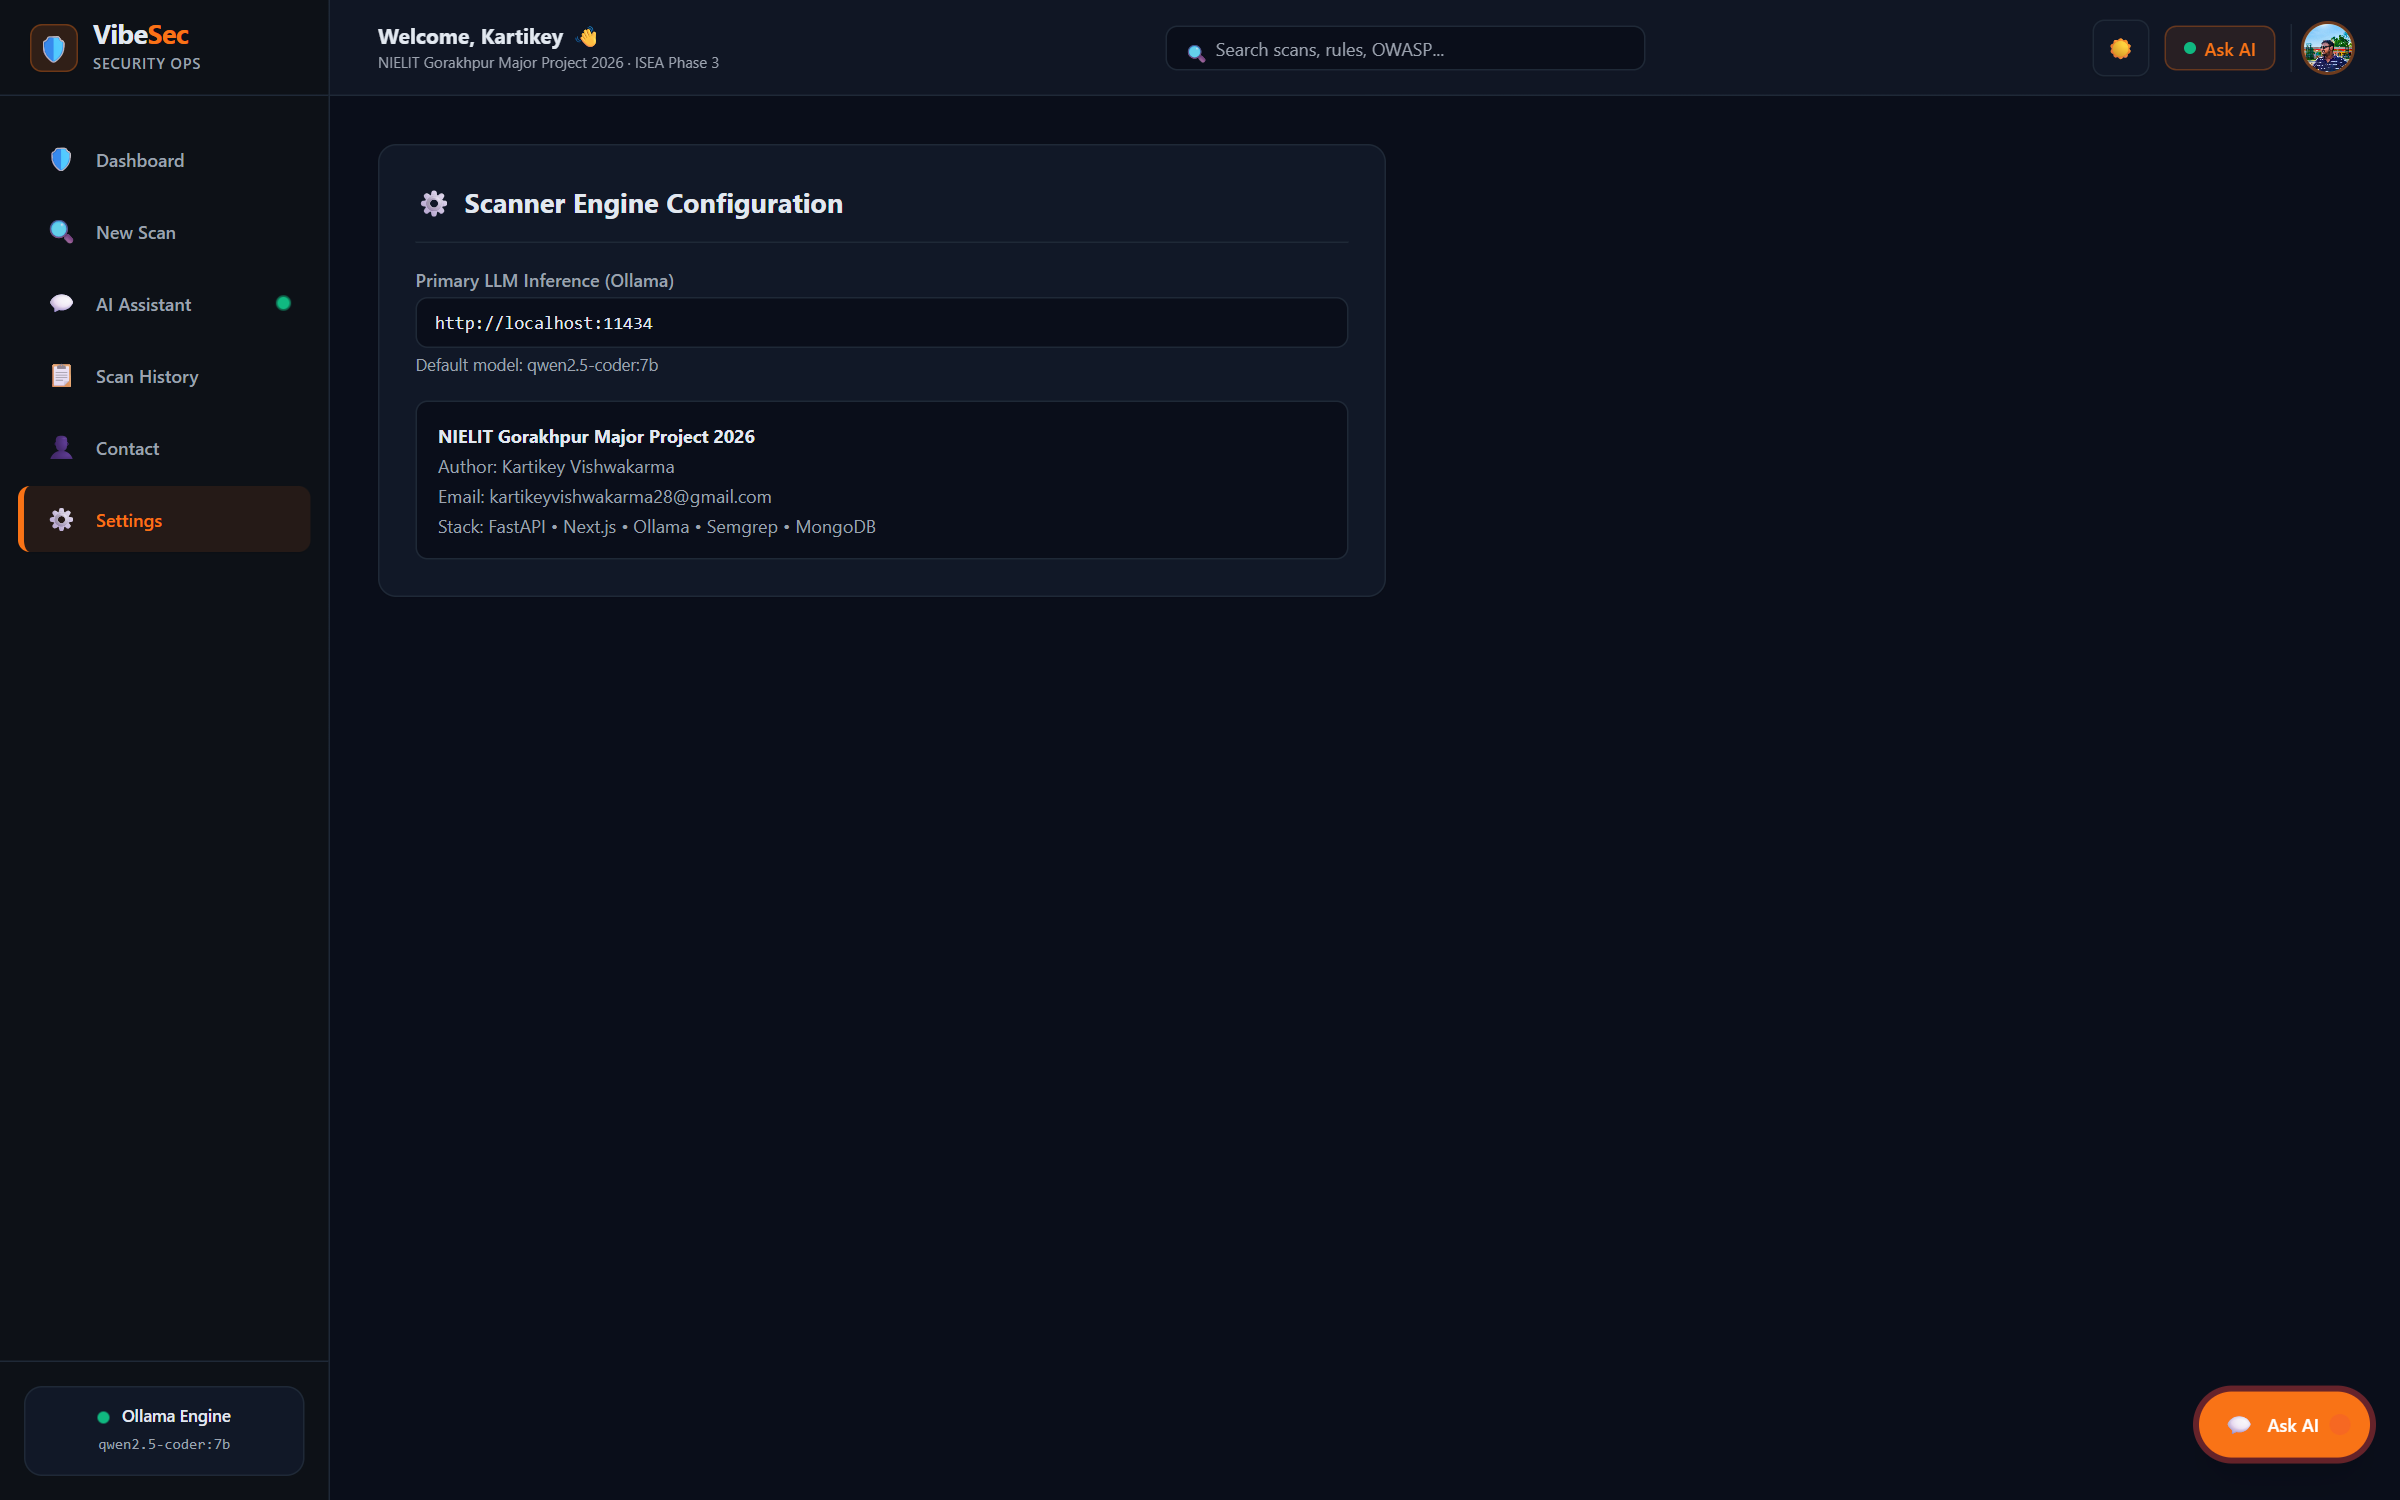 VibeSec
SECURITY OPS
Welcome, Kartikey 👋
NIELIT Gorakhpur Major Project 2026 · ISEA Phase 3
Search scans, rules, OWASP...
Ask AI
Dashboard
New Scan
AI Assistant
Scan History
Contact
Settings
Scanner Engine Configuration
Primary LLM Inference (Ollama)
http://localhost:11434
Default model: qwen2.5-coder:7b
NIELIT Gorakhpur Major Project 2026
Author: Kartikey Vishwakarma
Email: kartikeyvishwakarma28@gmail.com
Stack: FastAPI • Next.js • Ollama • Semgrep • MongoDB
Ollama Engine
qwen2.5-coder:7b
Ask AI